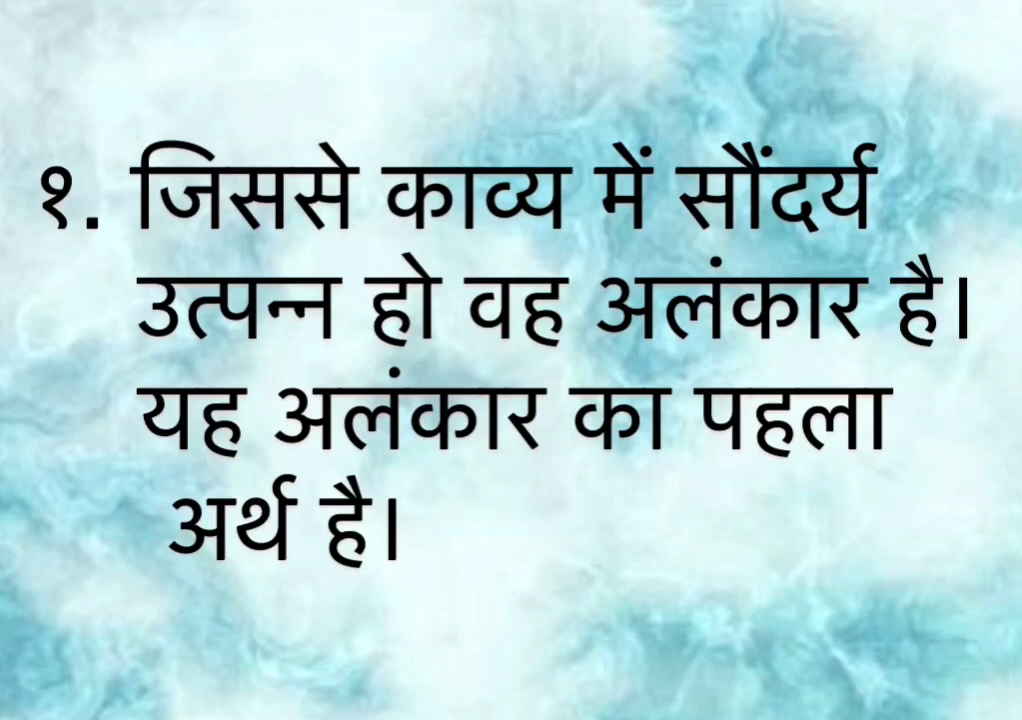 १. जिससे काव्य में सौंदर्य
उत्पन्न हो वह अलंकार है।
यह अलंकार का पहला
अर्थ है।